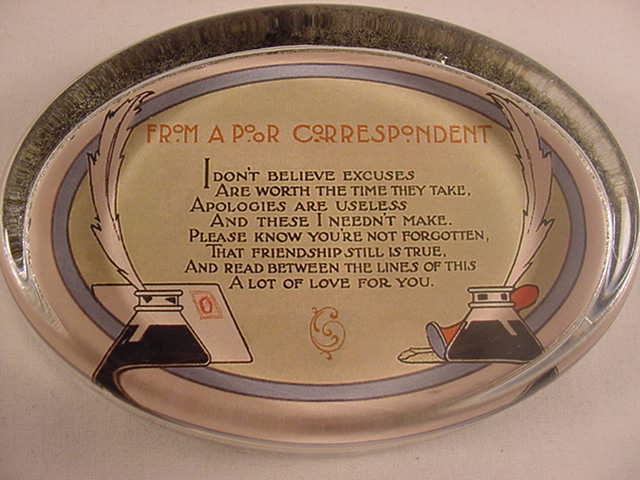 FROM A POOR CORRESPONDENT
I DON'T BELIEVE EXCUSES
ARE WORTH THE TIME THEY TAKE,
APOLOGIES ARE USELESS
AND THESE I NEEDN'T MAKE.
PLEASE KNOW YOU'RE NOT FORGOTTEN,
THAT FRIENDSHIP STILL IS TRUE,
AND READ BETWEEN THE LINES OF THIS
A LOT OF LOVE FOR YOU.